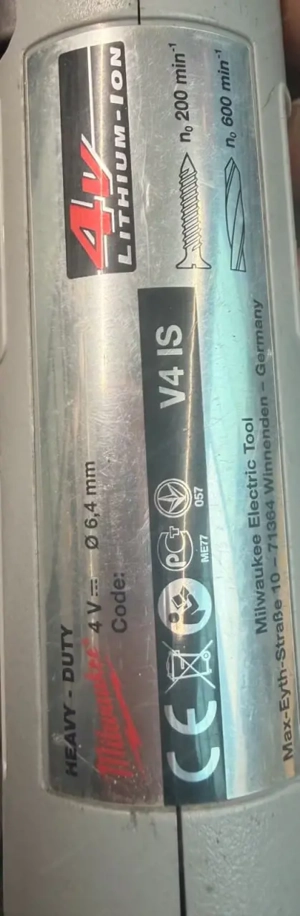 HEAVY - DUTY
Milwaukee
4 V Ø 6,4 mm
Code:
4V
LITHIUM-ION
CE
PC
ME77
057
V4 IS
n₀ 200 min⁻¹
n₀ 600 min⁻¹
Milwaukee Electric Tool
Max-Eyth-Straße 10 – 71364 Winnenden – Germany